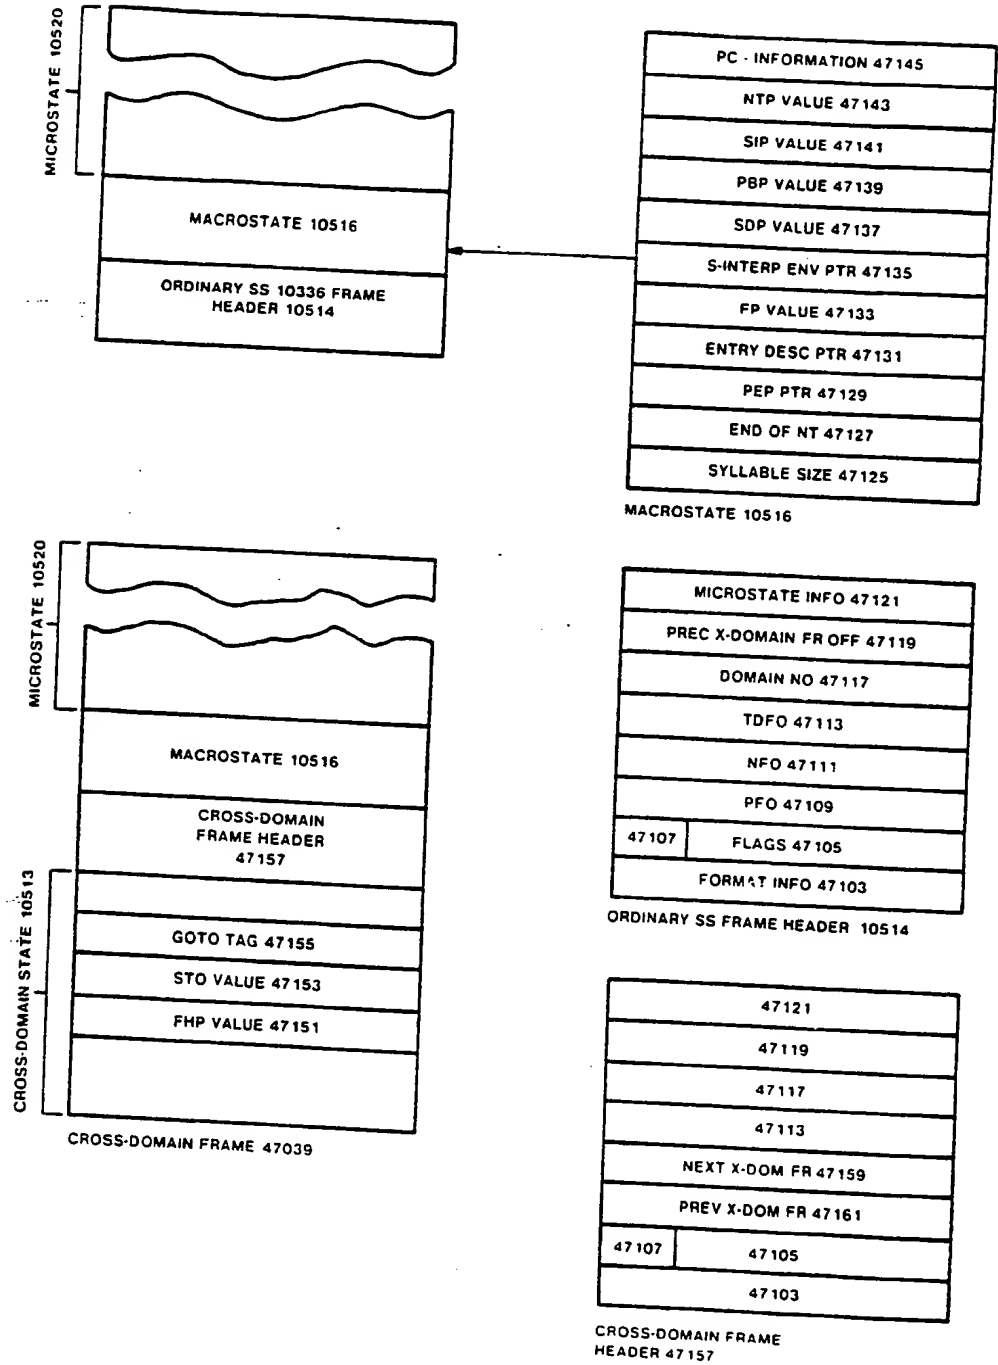 MICROSTATE 10520
MACROSTATE 10516
ORDINARY SS 10336 FRAME
HEADER 10514
PC - INFORMATION 47145
NTP VALUE 47143
SIP VALUE 47141
PBP VALUE 47139
SDP VALUE 47137
S-INTERP ENV PTR 47135
FP VALUE 47133
ENTRY DESC PTR 47131
PEP PTR 47129
END OF NT 47127
SYLLABLE SIZE 47125
MACROSTATE 10516
MICROSTATE 10520
MACROSTATE 10516
CROSS-DOMAIN
FRAME HEADER
47157
CROSS-DOMAIN STATE 10513
GOTO TAG 47155
STO VALUE 47153
FHP VALUE 47151
CROSS-DOMAIN FRAME 47039
MICROSTATE INFO 47121
PREC X-DOMAIN FR OFF 47119
DOMAIN NO 47117
TDFO 47113
NFO 47111
PFO 47109
47107 FLAGS 47105
FORMAT INFO 47103
ORDINARY SS FRAME HEADER 10514
47121
47119
47117
47113
NEXT X-DOM FR 47159
PREV X-DOM FR 47161
47107 47105
47103
CROSS-DOMAIN FRAME
HEADER 47157